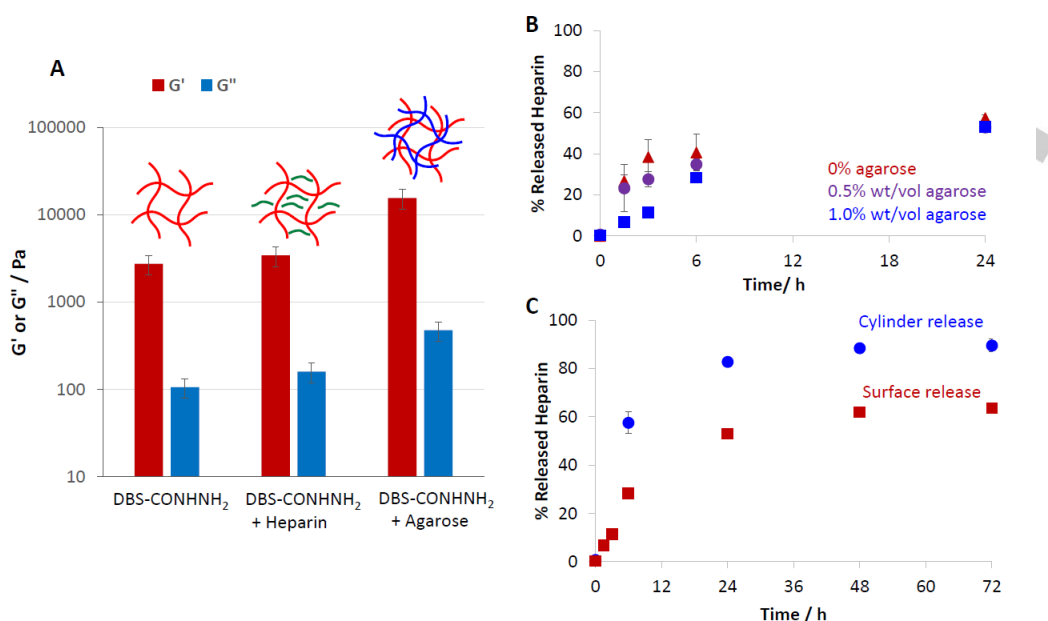 A
G' G"
100000
10000
1000
100
10
G' or G" / Pa
DBS-CONHNH₂
DBS-CONHNH₂
+ Heparin
DBS-CONHNH₂
+ Agarose
B
100
80
60
40
20
0
% Released Heparin
0% agarose
0.5% wt/vol agarose
1.0% wt/vol agarose
0 6 12 18 24
Time/ h
C
100
80
60
40
20
0
% Released Heparin
Cylinder release
Surface release
0 12 24 36 48 60 72
Time / h